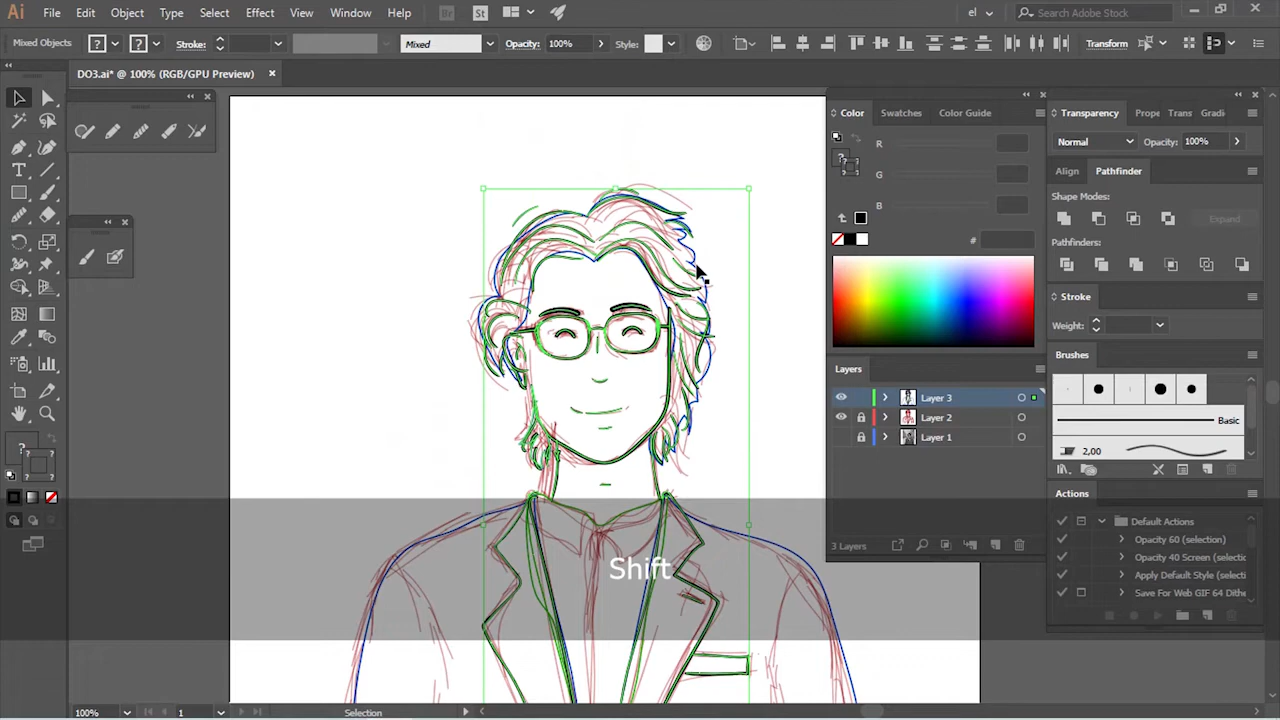 Ai File Edit Object Type Select Effect View Window Help Br St el Search Adobe Stock
Mixed Objects ? ? Stroke: Mixed Opacity: 100% Style: Transform
DO3.ai* @ 100% (RGB/GPU Preview)
Color Swatches Color Guide
R
G
B
#
Transparency Prope Trans Gradi
Normal Opacity: 100%
Align Pathfinder
Shape Modes:
Expand
Pathfinders:
Stroke
Weight:
Brushes
Basic
2,00
Layers
Layer 3
Layer 2
Layer 1
3 Layers
Actions
Default Actions
Opacity 60 (selection)
Opacity 40 Screen (selectio
Apply Default Style (selecti
Save For Web GIF 64 Dithe
Shift
100% 1 Selection